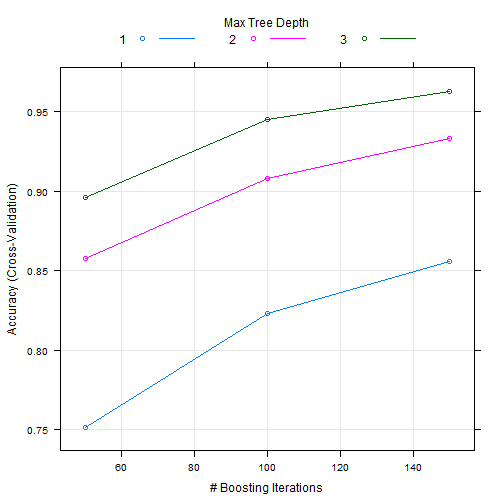 Max Tree Depth
1 2 3
0.95
0.90
0.85
0.80
0.75
Accuracy (Cross-Validation)
60 80 100 120 140
# Boosting Iterations